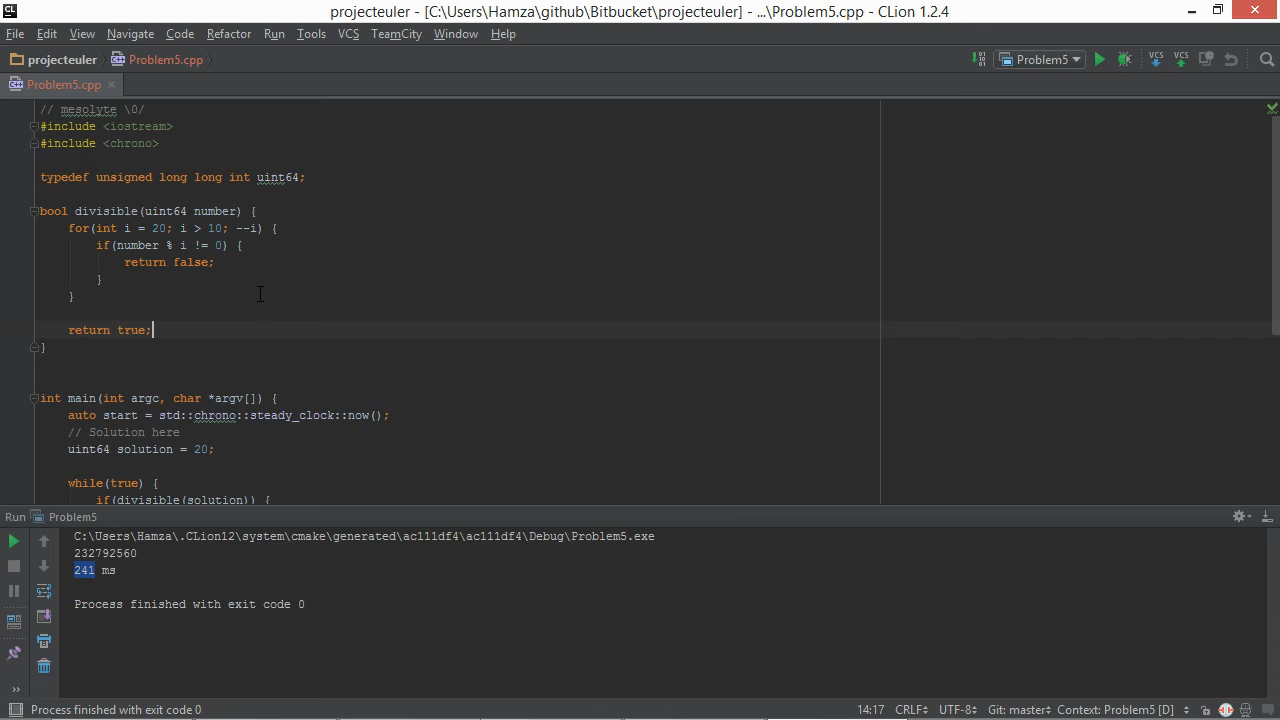 projecteuler - [C:\Users\Hamza\github\Bitbucket\projecteuler] - ...\Problem5.cpp - CLion 1.2.4
File Edit View Navigate Code Refactor Run Tools VCS TeamCity Window Help
projecteuler Problem5.cpp Problem5 VCS VCS
Problem5.cpp
// mesolyte \0/
#include <iostream>
#include <chrono>
typedef unsigned long long int uint64;
bool divisible(uint64 number) {
for(int i = 20; i > 10; --i) {
if(number % i != 0) {
return false;
}
}
return true;
}
int main(int argc, char *argv[]) {
auto start = std::chrono::steady_clock::now();
// Solution here
uint64 solution = 20;
while(true) {
if(divisible(solution)) {
Run Problem5
C:\Users\Hamza\.CLion12\system\cmake\generated\ac111df4\ac111df4\Debug\Problem5.exe
232792560
241 ms
Process finished with exit code 0
Process finished with exit code 0 14:17 CRLF UTF-8 Git: master Context: Problem5 [D]